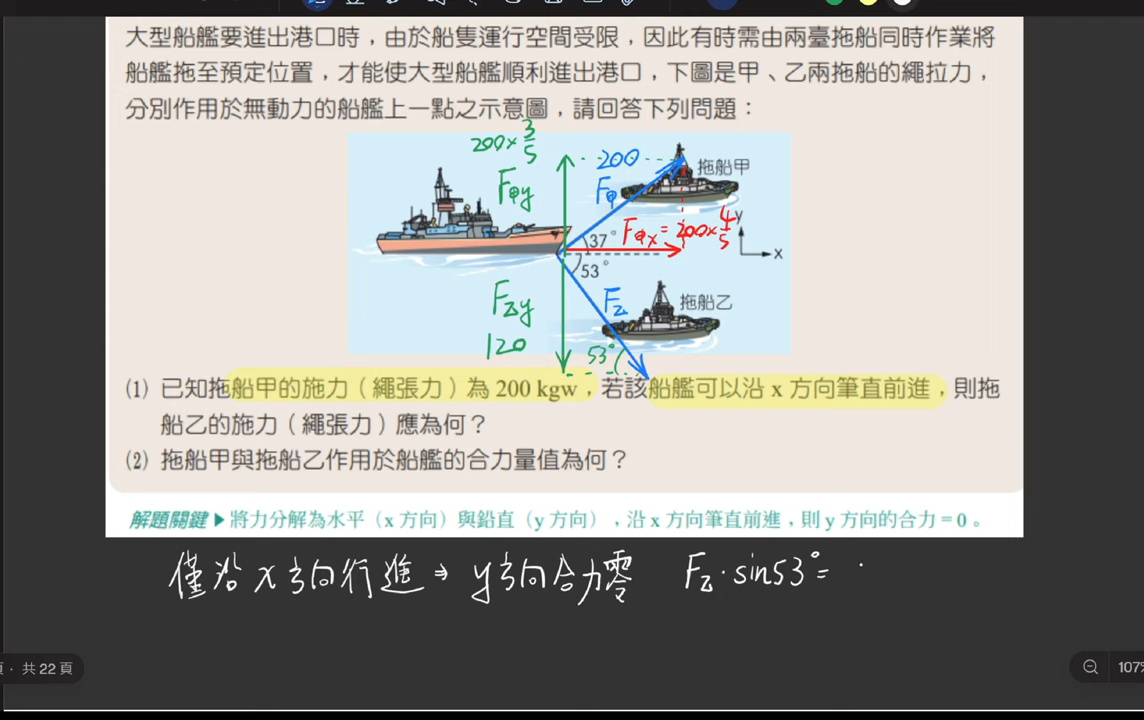 大型船艦要進出港口時，由於船隻運行空間受限，因此有時需由兩臺拖船同時作業將
船艦拖至預定位置，才能使大型船艦順利進出港口，下圖是甲、乙兩拖船的繩拉力，
分別作用於無動力的船艦上一點之示意圖，請回答下列問題：
200×3/5
200
拖船甲
F甲y
F甲
F甲x=200×4/5
y
37°
x
53°
F乙y
F乙
拖船乙
120
53°
(1) 已知拖船甲的施力（繩張力）為 200 kgw，若該船艦可以沿 x 方向筆直前進，則拖
船乙的施力（繩張力）應為何？
(2) 拖船甲與拖船乙作用於船艦的合力量值為何？
解題關鍵▶將力分解為水平（x 方向）與鉛直（y 方向），沿 x 方向筆直前進，則 y 方向的合力=0。
僅沿 x 方向行進 ⇒ y方向合力零 F乙·sin53°=
頁 · 共 22 頁
107%